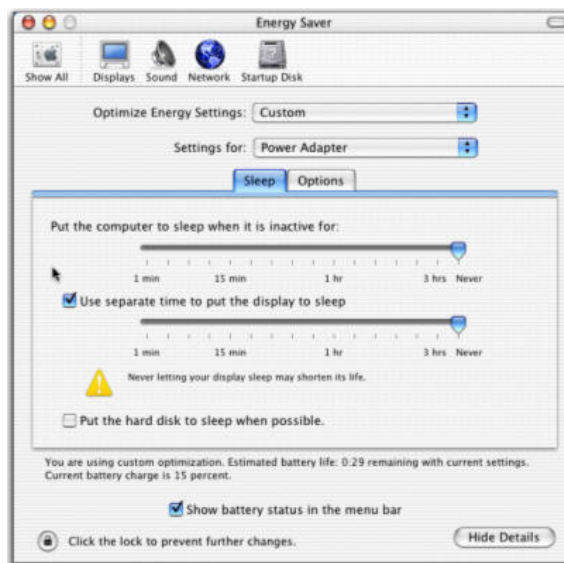 Energy Saver
Show All Displays Sound Network Startup Disk
Optimize Energy Settings: Custom
Settings for: Power Adapter
Sleep Options
Put the computer to sleep when it is inactive for:
1 min 15 min 1 hr 3 hrs Never
Use separate time to put the display to sleep
1 min 15 min 1 hr 3 hrs Never
Never letting your display sleep may shorten its life.
Put the hard disk to sleep when possible.
You are using custom optimization. Estimated battery life: 0:29 remaining with current settings.
Current battery charge is 15 percent.
Show battery status in the menu bar
Click the lock to prevent further changes. Hide Details